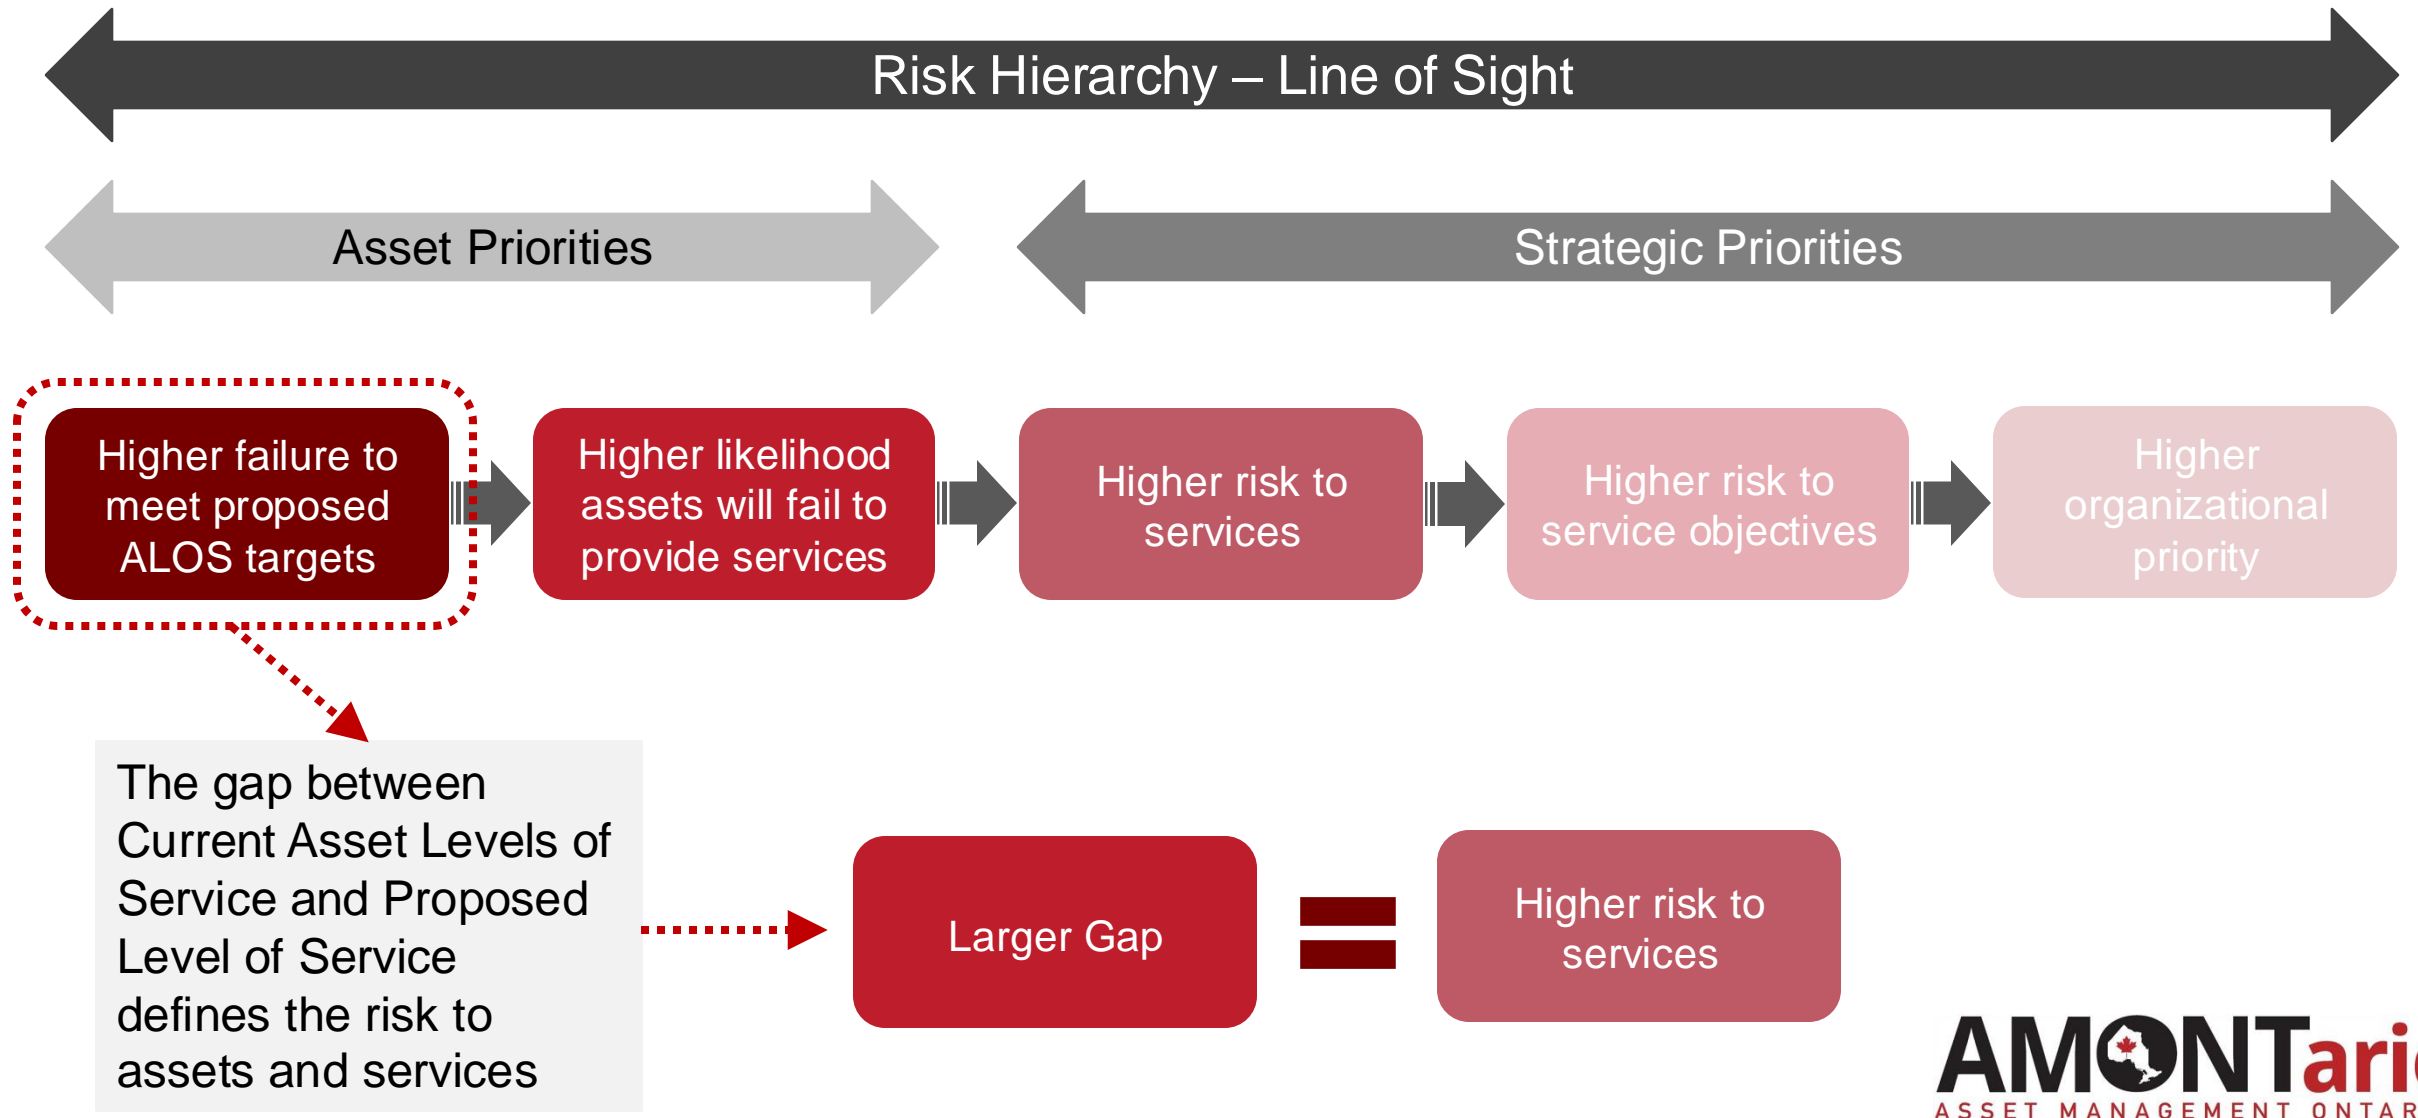 Risk Hierarchy – Line of Sight
Asset Priorities
Strategic Priorities
Higher failure to
meet proposed
ALOS targets
Higher likelihood
assets will fail to
provide services
Higher risk to
services
Higher risk to
service objectives
Higher
organizational
priority
The gap between
Current Asset Levels of
Service and Proposed
Level of Service
defines the risk to
assets and services
Larger Gap
=
Higher risk to
services
AMONTario
ASSET MANAGEMENT ONTAR